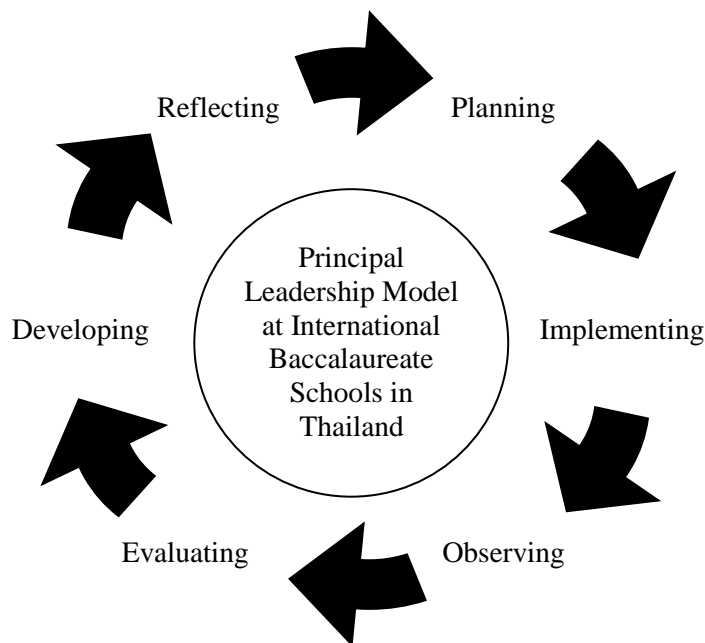 Reflecting
Planning
Principal
Leadership Model
at International
Baccalaureate
Schools in
Thailand
Developing
Implementing
Evaluating
Observing